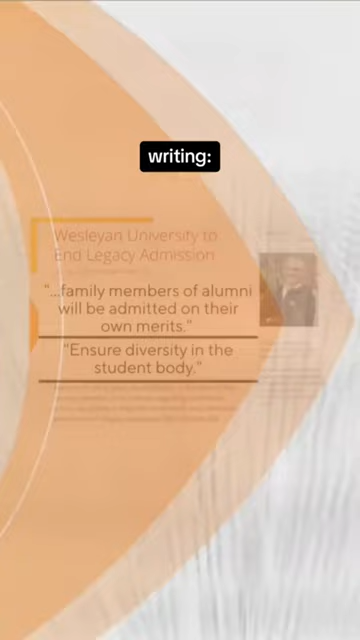 writing:
Wesleyan University to
End Legacy Admission
"...family members of alumni
will be admitted on their
own merits."
"Ensure diversity in the
student body."